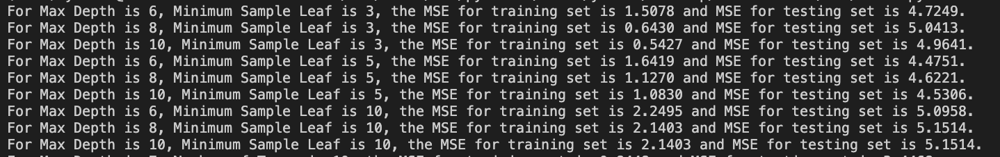 For Max Depth is 6, Minimum Sample Leaf is 3, the MSE for training set is 1.5078 and MSE for testing set is 4.7249.
For Max Depth is 8, Minimum Sample Leaf is 3, the MSE for training set is 0.6430 and MSE for testing set is 5.0413.
For Max Depth is 10, Minimum Sample Leaf is 3, the MSE for training set is 0.5427 and MSE for testing set is 4.9641.
For Max Depth is 6, Minimum Sample Leaf is 5, the MSE for training set is 1.6419 and MSE for testing set is 4.4751.
For Max Depth is 8, Minimum Sample Leaf is 5, the MSE for training set is 1.1270 and MSE for testing set is 4.6221.
For Max Depth is 10, Minimum Sample Leaf is 5, the MSE for training set is 1.0830 and MSE for testing set is 4.5306.
For Max Depth is 6, Minimum Sample Leaf is 10, the MSE for training set is 2.2495 and MSE for testing set is 5.0958.
For Max Depth is 8, Minimum Sample Leaf is 10, the MSE for training set is 2.1403 and MSE for testing set is 5.1514.
For Max Depth is 10, Minimum Sample Leaf is 10, the MSE for training set is 2.1403 and MSE for testing set is 5.1514.